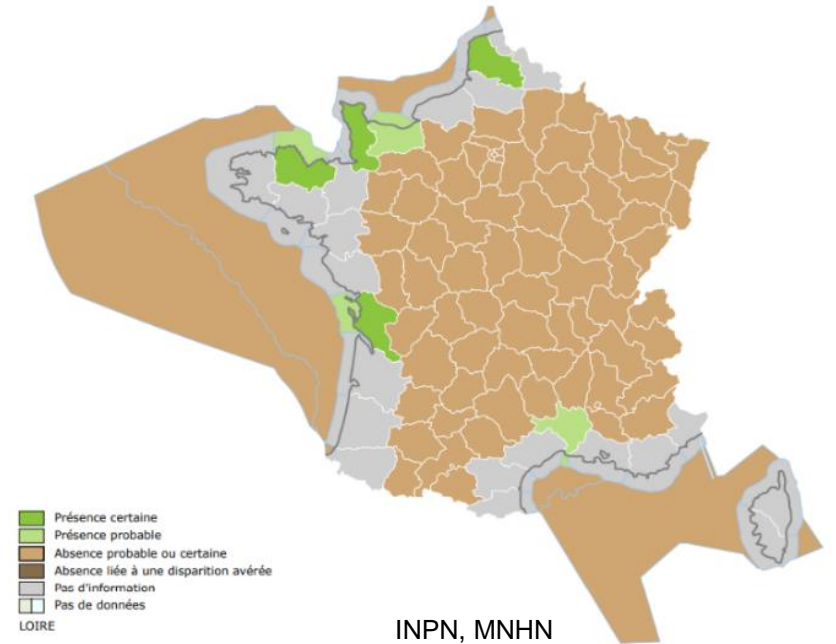 Présence certaine
Présence probable
Absence probable ou certaine
Absence liée à une disparition avérée
Pas d'information
Pas de données
LOIRE
INPN, MNHN